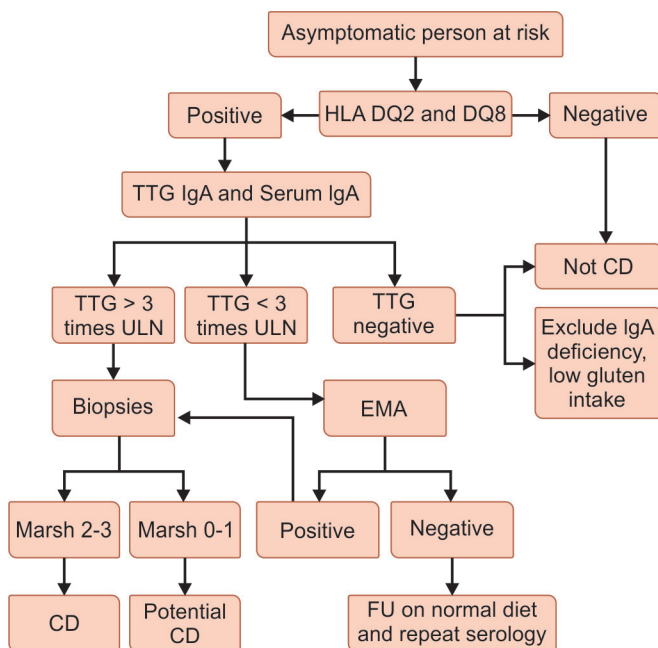 Asymptomatic person at risk
Positive
HLA DQ2 and DQ8
Negative
TTG IgA and Serum IgA
TTG > 3
times ULN
TTG < 3
times ULN
TTG
negative
Not CD
Exclude IgA
deficiency,
low gluten
intake
Biopsies
EMA
Marsh 2-3
Marsh 0-1
Positive
Negative
CD
Potential
CD
FU on normal diet
and repeat serology